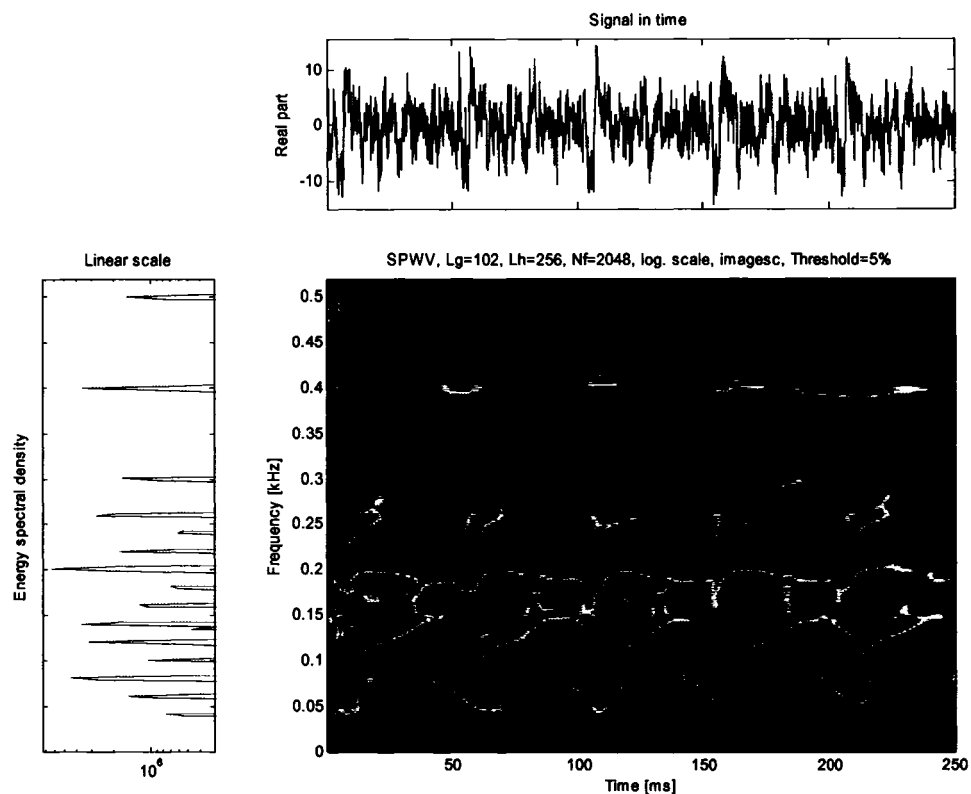 Signal in time
Real part
10
0
-10
Linear scale
Energy spectral density
10^6
SPWV, Lg=102, Lh=256, Nf=2048, log. scale, imagesc, Threshold=5%
Frequency [kHz]
0.5
0.45
0.4
0.35
0.3
0.25
0.2
0.15
0.1
0.05
0
50
100
150
200
250
Time [ms]